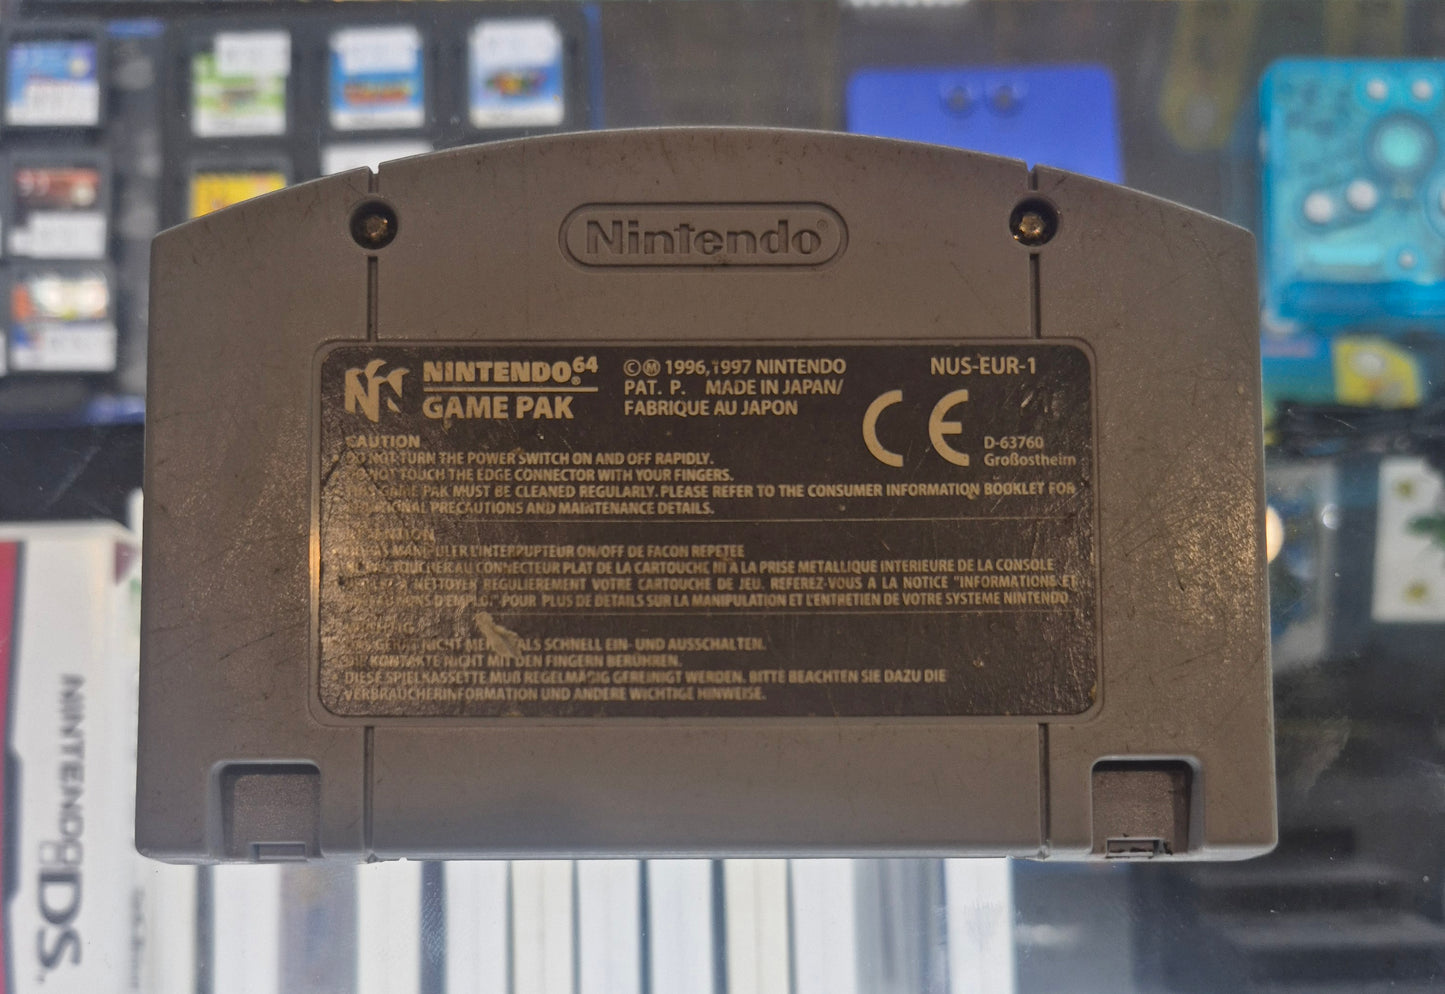 Nintendo®
NINTENDO64®
GAME PAK
©Ⓜ 1996,1997 NINTENDO
PAT. P. MADE IN JAPAN/
FABRIQUE AU JAPON
NUS-EUR-1
CE
D-63760
Großostheim
CAUTION
DO NOT TURN THE POWER SWITCH ON AND OFF RAPIDLY.
DO NOT TOUCH THE EDGE CONNECTOR WITH YOUR FINGERS.
THIS GAME PAK MUST BE CLEANED REGULARLY. PLEASE REFER TO THE CONSUMER INFORMATION BOOKLET FOR
PRECAUTIONS AND MAINTENANCE DETAILS.
MANIPULER L'INTERRUPTEUR ON/OFF DE FACON REPETEE
CONNECTEUR PLAT DE LA CARTOUCHE NI A LA PRISE METALLIQUE INTERIEURE DE LA CONSOLE
NETTOYER REGULIEREMENT VOTRE CARTOUCHE DE JEU. REFEREZ-VOUS A LA NOTICE "INFORMATIONS ET
D'EMPLOI." POUR PLUS DE DETAILS SUR LA MANIPULATION ET L'ENTRETIEN DE VOTRE SYSTEME NINTENDO
NICHT SCHNELL EIN- UND AUSSCHALTEN.
KONTAKTE NICHT MIT DEN FINGERN BERÜHREN.
DIESE SPIELKASSETTE MUß REGELMÄßIG GEREINIGT WERDEN. BITTE BEACHTEN SIE DAZU DIE
VERBRAUCHERINFORMATION UND ANDERE WICHTIGE HINWEISE.
NINTENDO DS